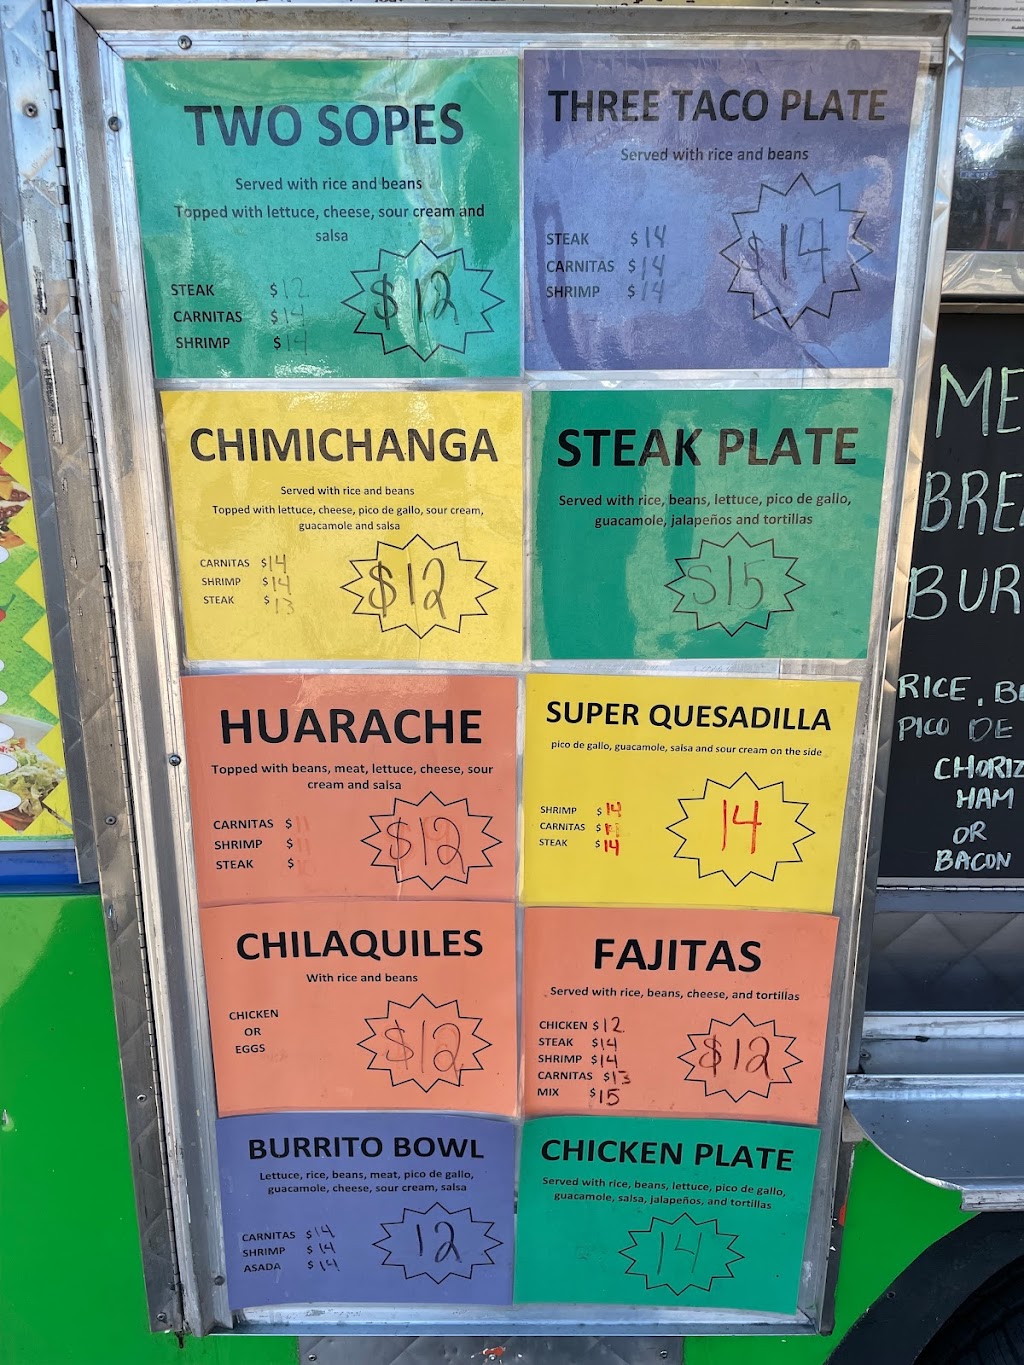 TWO SOPES
Served with rice and beans
Topped with lettuce, cheese, sour cream and
salsa
STEAK $12
CARNITAS $14
SHRIMP $14
$12
THREE TACO PLATE
Served with rice and beans
STEAK $14
CARNITAS $14
SHRIMP $14
$14
CHIMICHANGA
Served with rice and beans
Topped with lettuce, cheese, pico de gallo, sour cream,
guacamole and salsa
CARNITAS $14
SHRIMP $14
STEAK $13
$12
STEAK PLATE
Served with rice, beans, lettuce, pico de gallo,
guacamole, jalapeños and tortillas
$15
HUARACHE
Topped with beans, meat, lettuce, cheese, sour
cream and salsa
CARNITAS $11
SHRIMP $11
STEAK $
$12
SUPER QUESADILLA
pico de gallo, guacamole, salsa and sour cream on the side
SHRIMP $14
CARNITAS $
STEAK $14
14
CHILAQUILES
With rice and beans
CHICKEN
OR
EGGS
$12
FAJITAS
Served with rice, beans, cheese, and tortillas
CHICKEN $12
STEAK $14
SHRIMP $14
CARNITAS $13
MIX $15
$12
BURRITO BOWL
Lettuce, rice, beans, meat, pico de gallo,
guacamole, cheese, sour cream, salsa
CARNITAS $14
SHRIMP $14
ASADA $14
12
CHICKEN PLATE
Served with rice, beans, lettuce, pico de gallo,
guacamole, salsa, jalapeños, and tortillas
14
ME
BRE
BUR
RICE, BE
PICO DE
CHORIZ
HAM
OR
BACON